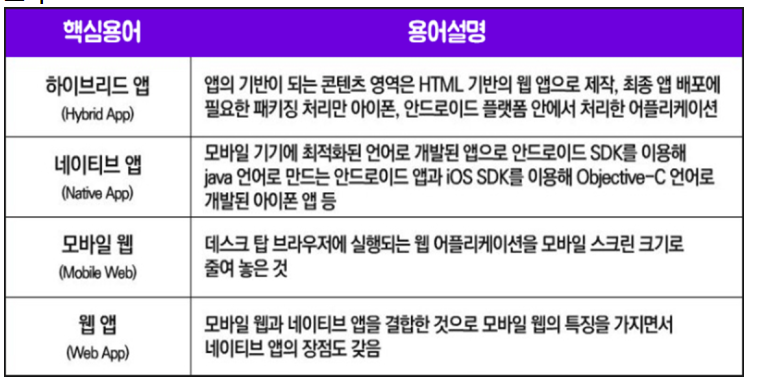 핵심용어 용어설명
하이브리드 앱
(Hybrid App)
앱의 기반이 되는 콘텐츠 영역은 HTML 기반의 웹 앱으로 제작, 최종 앱 배포에
필요한 패키징 처리만 아이폰, 안드로이드 플랫폼 안에서 처리한 어플리케이션
네이티브 앱
(Native App)
모바일 기기에 최적화된 언어로 개발된 앱으로 안드로이드 SDK를 이용해
java 언어로 만드는 안드로이드 앱과 iOS SDK를 이용해 Objective-C 언어로
개발된 아이폰 앱 등
모바일 웹
(Mobile Web)
데스크 탑 브라우저에 실행되는 웹 어플리케이션을 모바일 스크린 크기로
줄여 놓은 것
웹 앱
(Web App)
모바일 웹과 네이티브 앱을 결합한 것으로 모바일 웹의 특징을 가지면서
네이티브 앱의 장점도 갖음